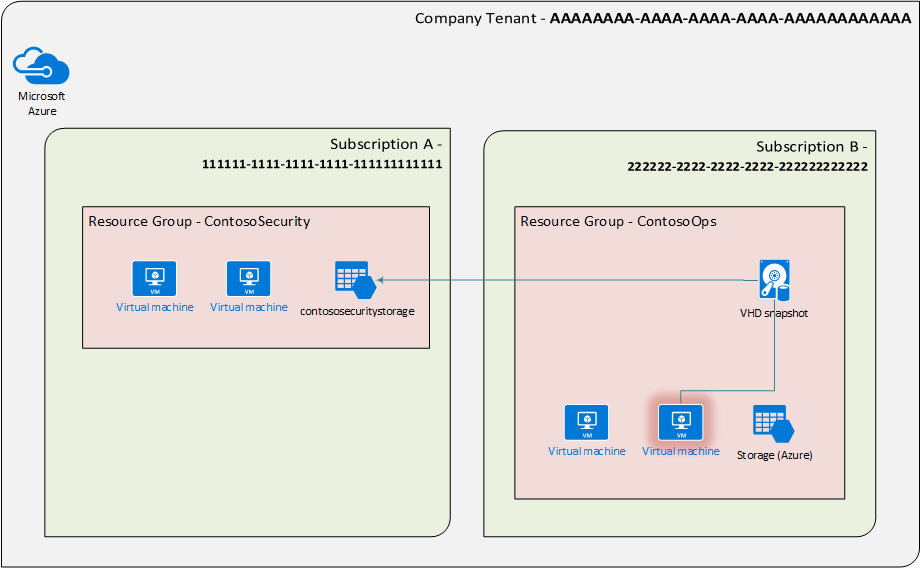 Company Tenant - AAAAAAAA-AAAA-AAAA-AAAA-AAAAAAAAAAAA
Microsoft
Azure
Subscription A -
111111-1111-1111-1111-111111111111
Subscription B -
222222-2222-2222-2222-222222222222
Resource Group - ContosoSecurity
VM
VM
Virtual machine
Virtual machine
contososecuritystorage
Resource Group - ContosoOps
VHD snapshot
VM
VM
Virtual machine
Virtual machine
Storage (Azure)